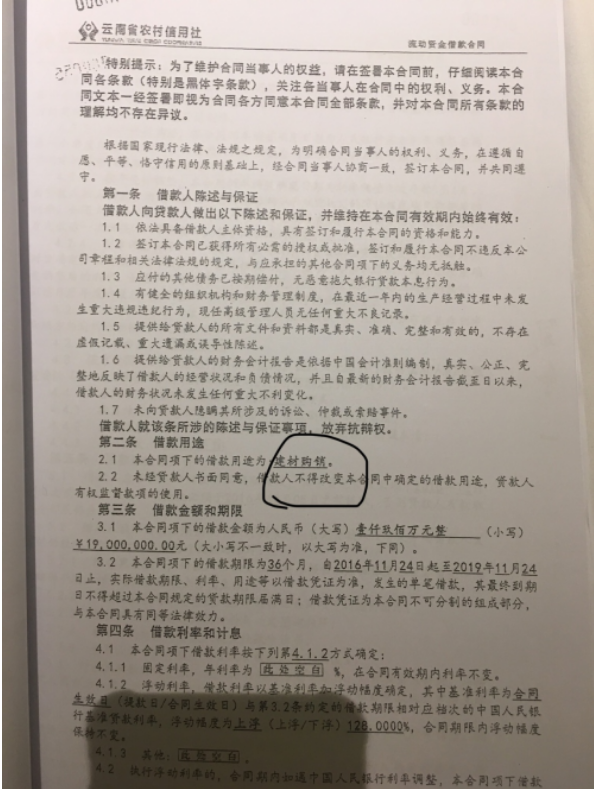 云南省农村信用社
流动资金借款合同
特别提示：为了维护合同当事人的权益，请在签署本合同前，仔细阅读本合
同各条款（特别是黑体字条款），关注各当事人在合同中的权利、义务。本合
同文本一经签署即视为合同各方同意本合同全部条款，并对本合同所有条款的
理解均不存在异议。
根据国家现行法律、法规之规定，为明确合同当事人的权利、义务，在遵循自
愿、平等、恪守信用的原则基础上，经合同当事人协商一致，签订本合同，并共同遵
守。
第一条 借款人陈述与保证
借款人向贷款人做出以下陈述和保证，并维持在本合同有效期内始终有效：
1.1 依法具备借款人主体资格，具有签订和履行本合同的资格和能力。
1.2 签订本合同已获得所有必需的授权或批准，签订和履行本合同不违反本公
司章程和相关法律法规的规定，与应承担的其他合同项下的义务均无抵触。
1.3 应付的其他债务已按期偿付，无恶意拖欠银行贷款本息行为。
1.4 有健全的组织机构和财务管理制度，在最近一年内的生产经营过程中未发
生重大违规违纪行为，现任高级管理人员无任何重大不良记录。
1.5 提供给贷款人的所有文件和资料都是真实、准确、完整和有效的，不存在
虚假记载、重大遗漏或误导性陈述。
1.6 提供给贷款人的财务会计报告是依据中国会计准则编制，真实、公正、完
整地反映了借款人的经营状况和负债情况，并且自最新的财务会计报告截至日以来，
借款人的财务状况未发生任何重大不利变化。
1.7 未向贷款人隐瞒其所涉及的诉讼、仲裁或索赔事件。
借款人就该条所涉的陈述与保证事项，放弃抗辩权。
第二条 借款用途
2.1 本合同项下的借款用途为:建材购销。
2.2 未经贷款人书面同意，借款人不得改变本合同中确定的借款用途，贷款人
有权监督款项的使用。
第三条 借款金额和期限
3.1 本合同项下的借款金额为人民币（大写）壹仟玖佰万元整 （小写）
￥19,000,000.00元（大小写不一致时，以大写为准，下同）。
3.2 本合同项下的借款期限为36个月，自2016年11月24日起至2019年11月24
日止，实际借款期限、利率、用途等以借款凭证为准，发生的单笔借款，其最终到期
日不得超过本合同规定的贷款期限届满日；借款凭证为本合同不可分割的组成部分，
与本合同具有同等法律效力。
第四条 借款利率和计息
4.1 本合同项下借款利率按下列第4.1.2方式确定：
4.1.1 固定利率，年利率为 此处空白 %，在合同有效期内利率不变。
4.1.2 浮动利率，借款利率以基准利率加浮动幅度确定，其中基准利率为合同
生效日（提款日/合同生效日）与第3.2条约定的借款期限相对应档次的中国人民银
行基准贷款利率，浮动幅度为上浮（上浮/下浮）128.0000%，合同期限内浮动幅度
保持不变。
4.1.3 其他：此处空白。
4.2 执行浮动利率的，合同期内如遇中国人民银行利率调整，本合同项下借款